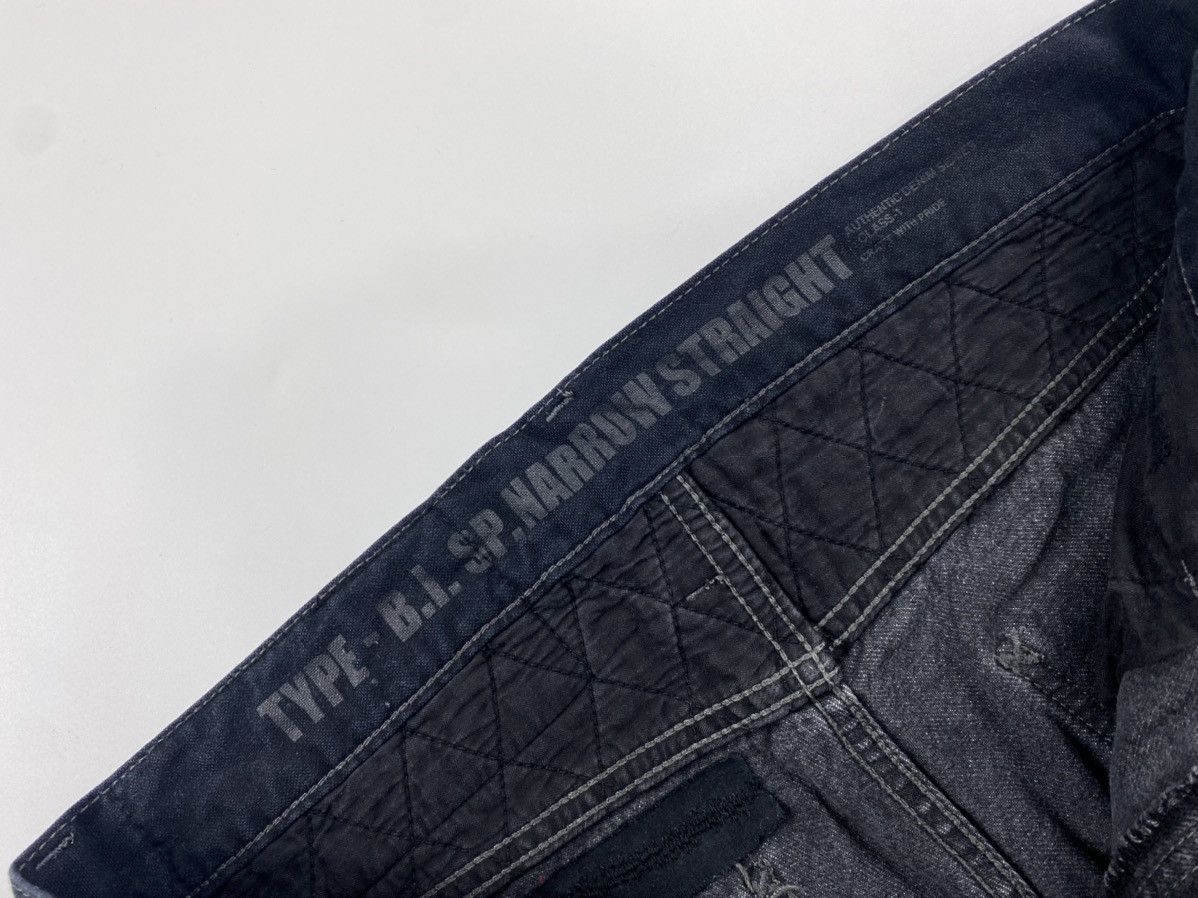 TYPE - B.I. SP.NARROW STRAIGHT
AUTHENTIC DENIM
CLASS.1
WITH PRIDE